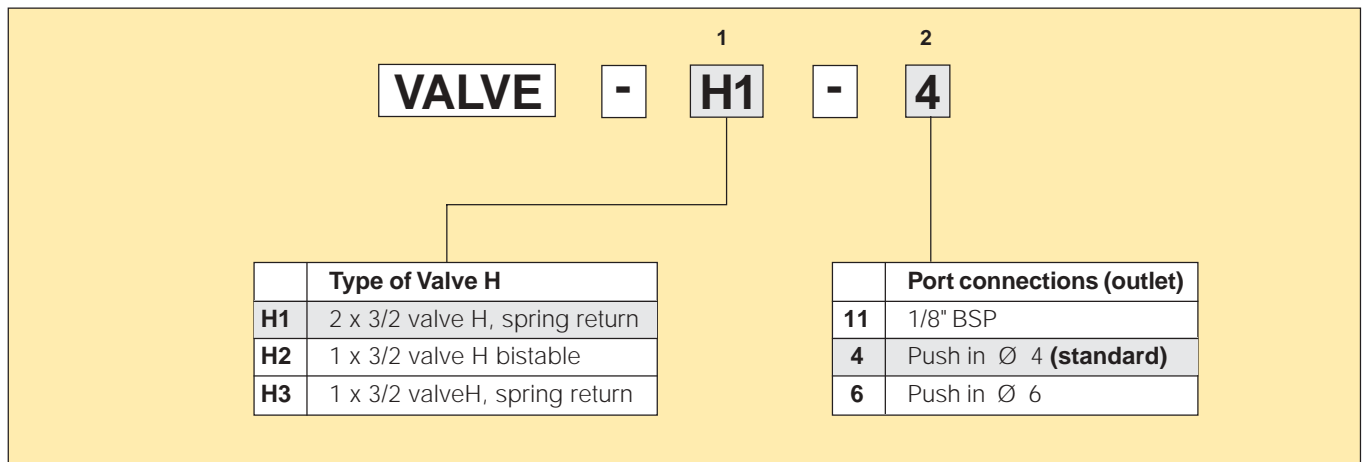 1 2
VALVE - H1 - 4
Type of Valve H
H1 2 x 3/2 valve H, spring return
H2 1 x 3/2 valve H bistable
H3 1 x 3/2 valveH, spring return
Port connections (outlet)
11 1/8" BSP
4 Push in Ø 4 (standard)
6 Push in Ø 6